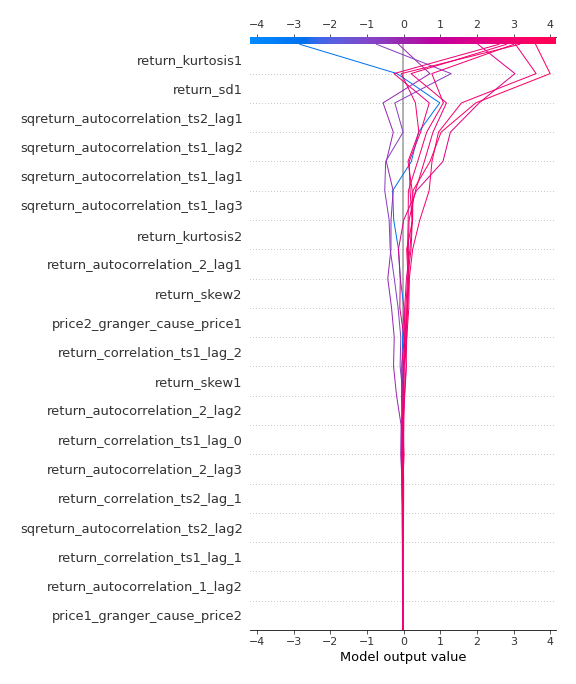 −4 −3 −2 −1 0 1 2 3 4
return_kurtosis1
return_sd1
sqreturn_autocorrelation_ts2_lag1
sqreturn_autocorrelation_ts1_lag2
sqreturn_autocorrelation_ts1_lag1
sqreturn_autocorrelation_ts1_lag3
return_kurtosis2
return_autocorrelation_2_lag1
return_skew2
price2_granger_cause_price1
return_correlation_ts1_lag_2
return_skew1
return_autocorrelation_2_lag2
return_correlation_ts1_lag_0
return_autocorrelation_2_lag3
return_correlation_ts2_lag_1
sqreturn_autocorrelation_ts2_lag2
return_correlation_ts1_lag_1
return_autocorrelation_1_lag2
price1_granger_cause_price2
−4 −3 −2 −1 0 1 2 3 4
Model output value